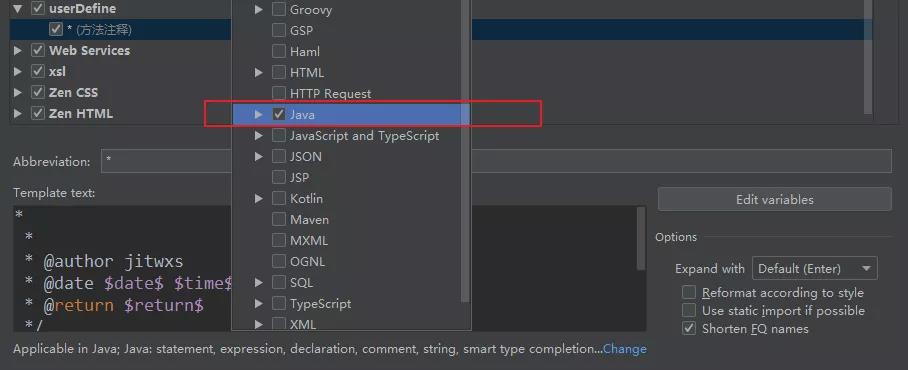 userDefine
* (方法注释)
Web Services
xsl
Zen CSS
Zen HTML
Groovy
GSP
Haml
HTML
HTTP Request
Java
JavaScript and TypeScript
JSON
JSP
Kotlin
Maven
MXML
OGNL
SQL
TypeScript
XML
Abbreviation: *
Template text:
*
*
* @author jitwxs
* @date $date$ $time$
* @return $return$
*/
Edit variables
Options
Expand with Default (Enter)
Reformat according to style
Use static import if possible
Shorten FQ names
Applicable in Java; Java: statement, expression, declaration, comment, string, smart type completion...Change